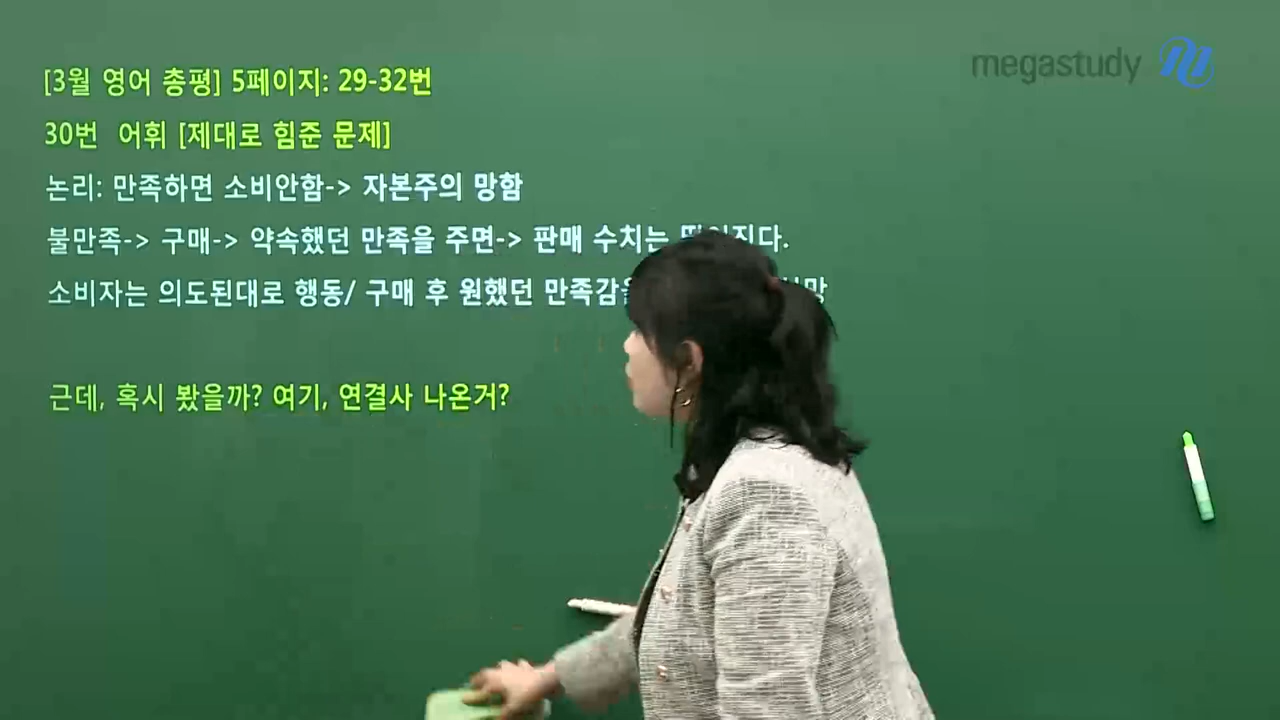 megastudy
[3월 영어 총평] 5페이지: 29-32번
30번 어휘 [제대로 힘준 문제]
논리: 만족하면 소비안함-> 자본주의 망함
불만족-> 구매-> 약속했던 만족을 주면-> 판매 수치는
소비자는 의도된대로 행동/ 구매 후 원했던 만족감
근데, 혹시 봤을까? 여기, 연결사 나온거?